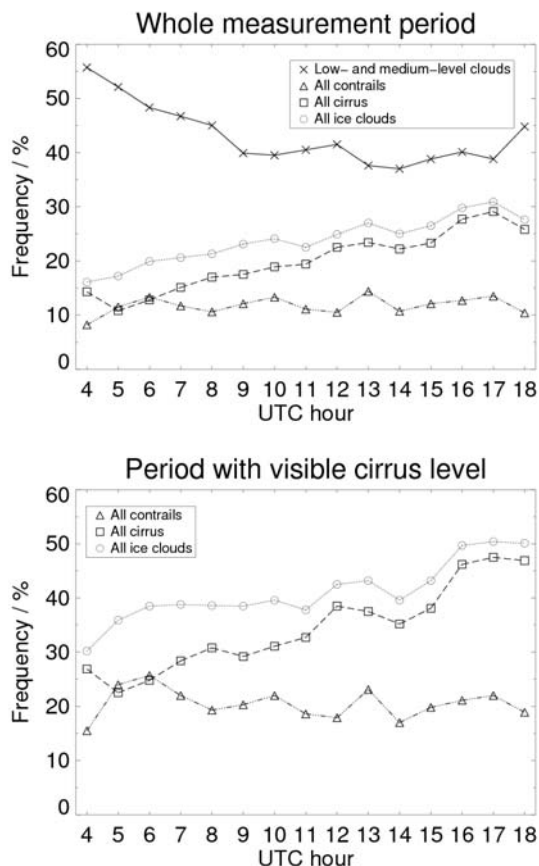 Whole measurement period
60
50
40
30
20
10
0
Frequency / %
Low- and medium-level clouds
All contrails
All cirrus
All ice clouds
4 5 6 7 8 9 10 11 12 13 14 15 16 17 18
UTC hour
Period with visible cirrus level
60
50
40
30
20
10
0
Frequency / %
All contrails
All cirrus
All ice clouds
4 5 6 7 8 9 10 11 12 13 14 15 16 17 18
UTC hour